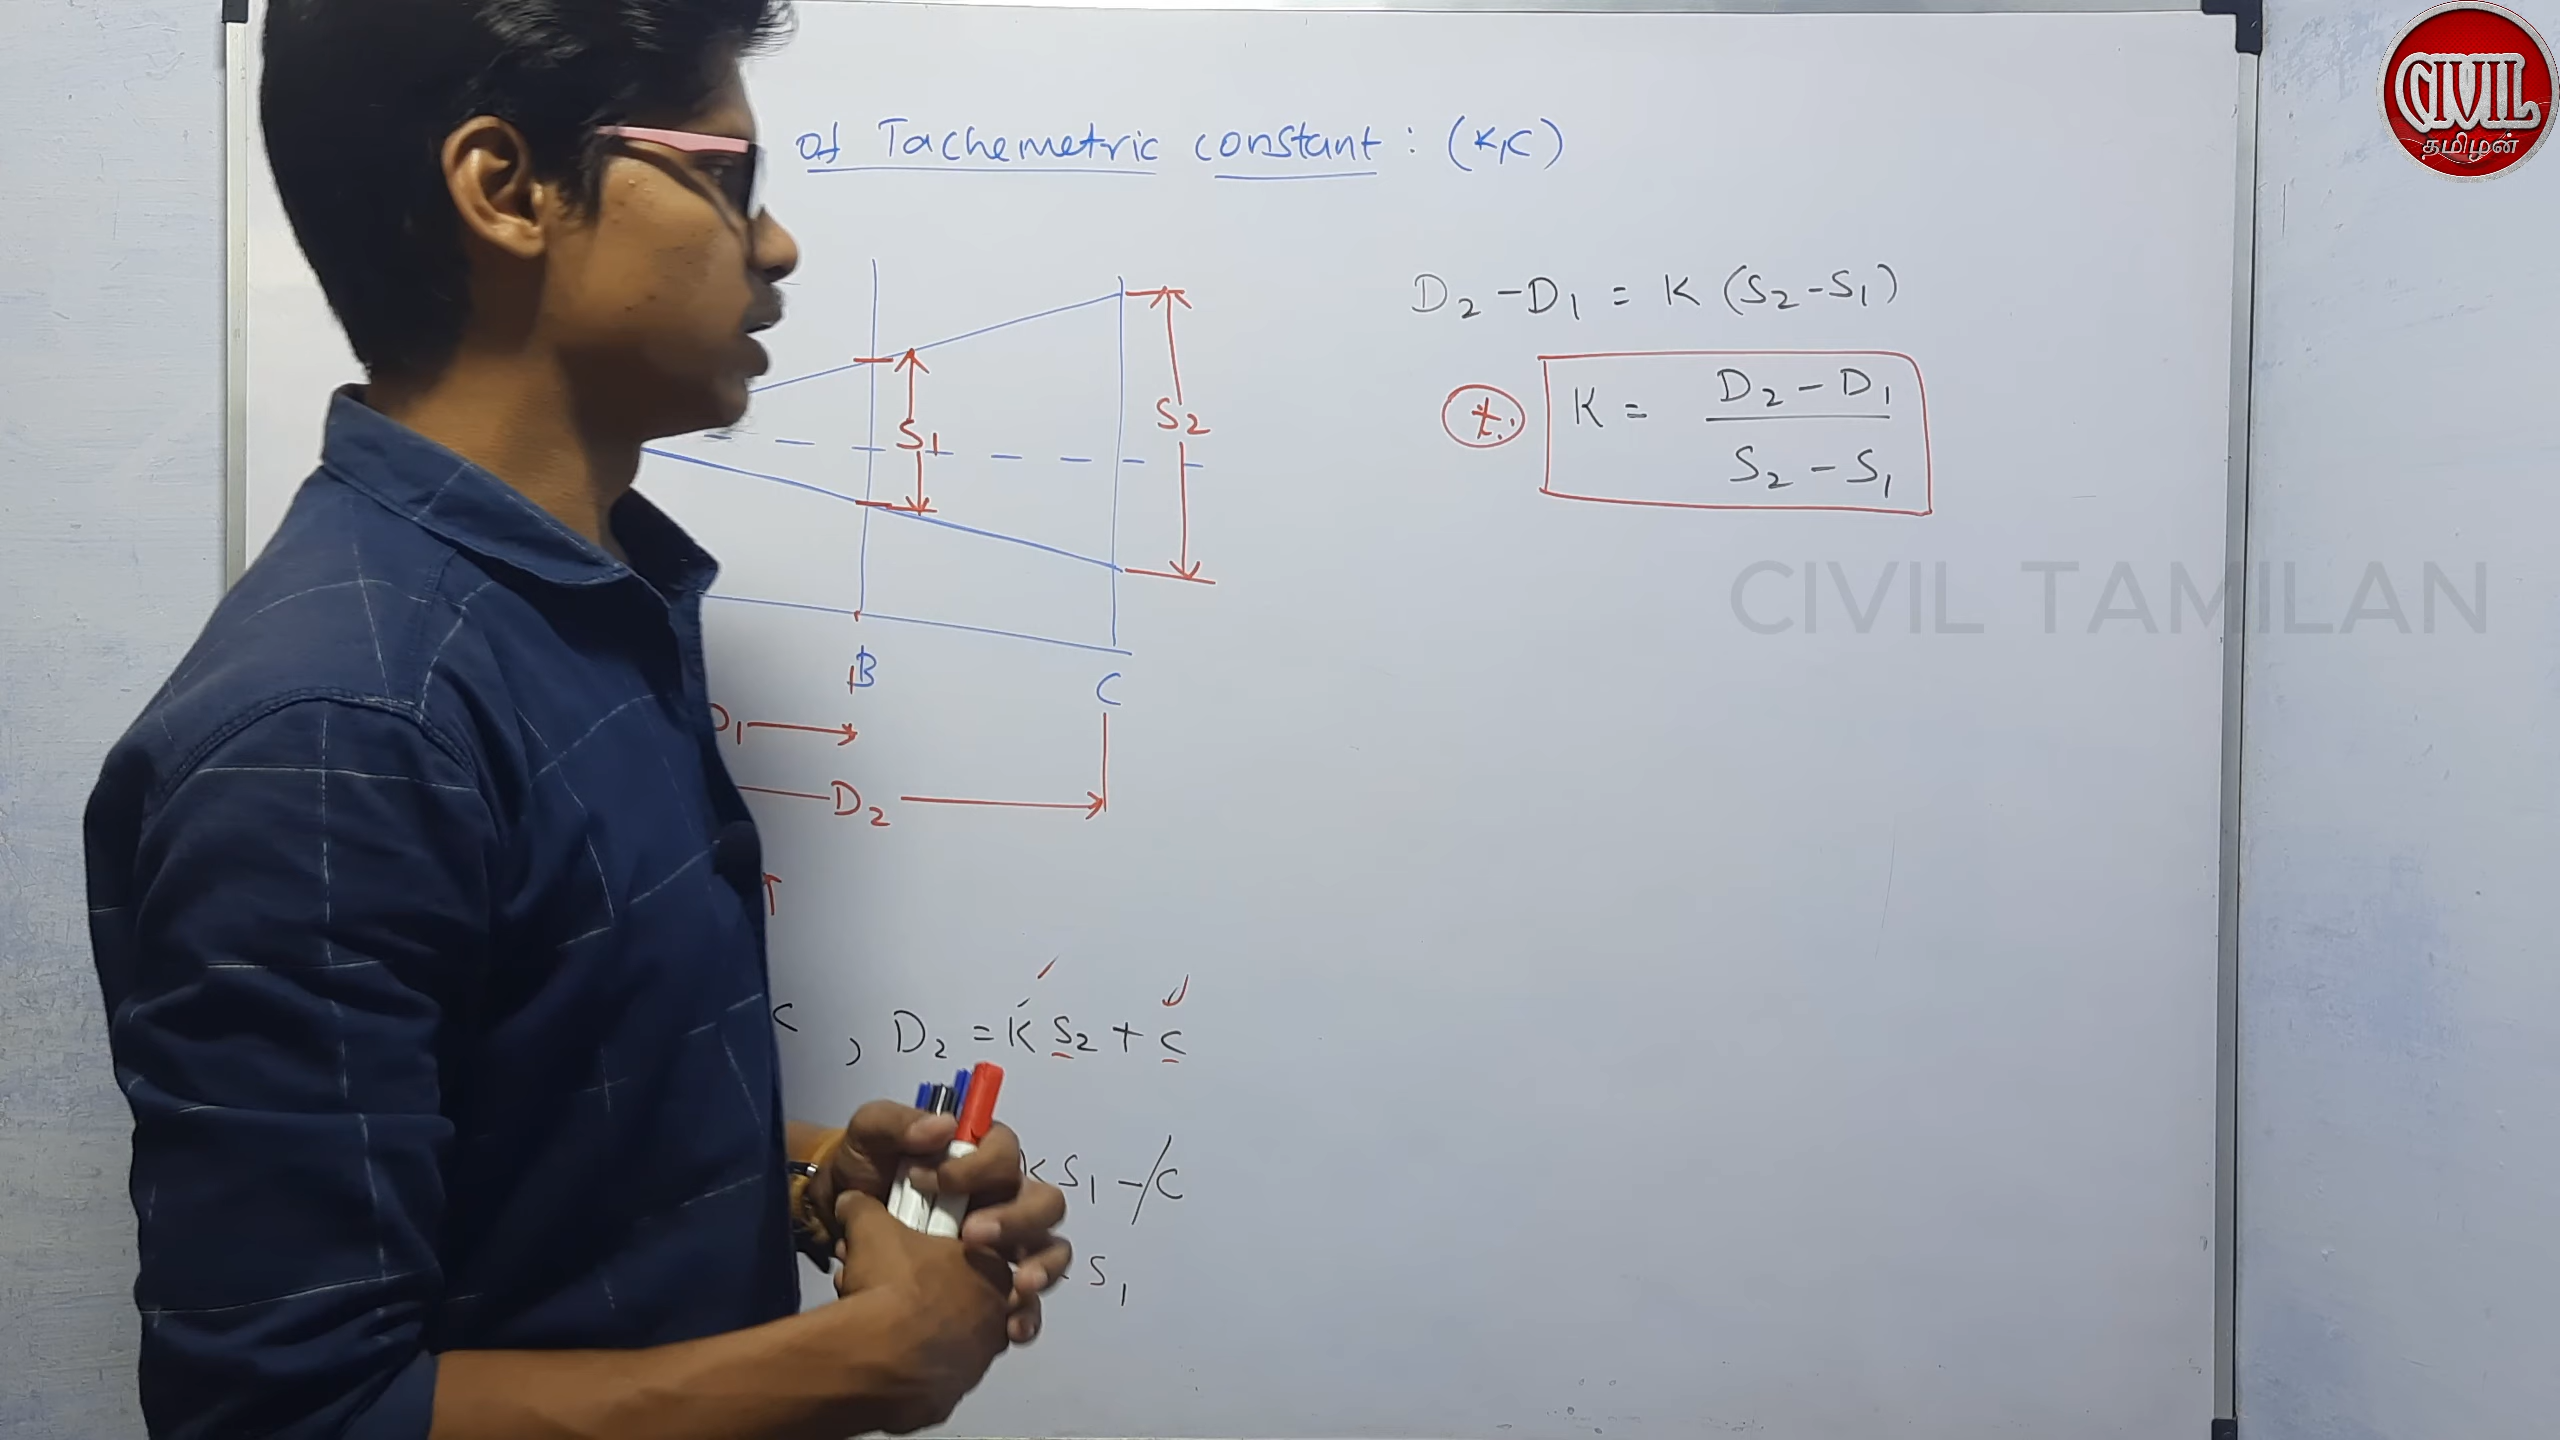 CIVIL
தமிழன்
of Tachemetric constant : (K,C)
D2 - D1 = K (S2 - S1)
K = D2 - D1
S2 - S1
S1
S2
B
C
D1
D2
CIVIL TAMILAN
C , D2 = K S2 + C
KS1 - C
S1